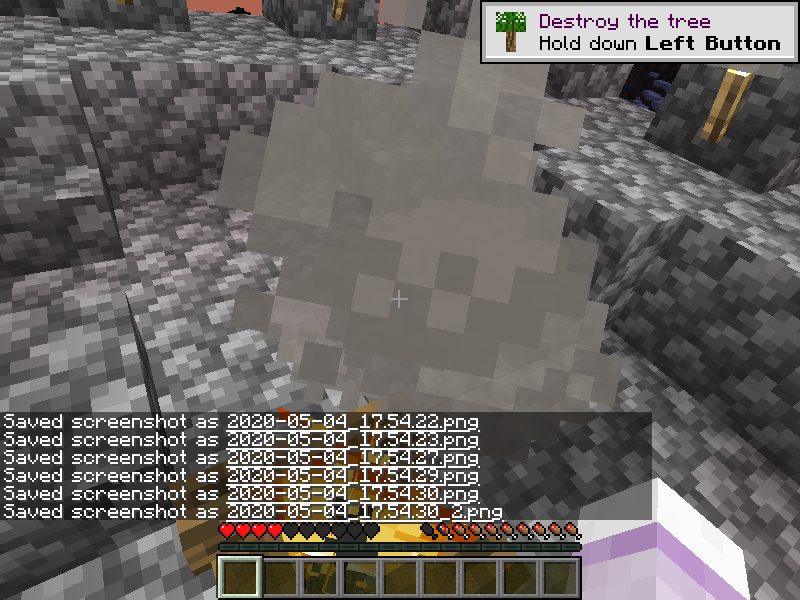 Destroy the tree
Hold down Left Button
Saved screenshot as 2020-05-04_17.54.22.png
Saved screenshot as 2020-05-04_17.54.23.png
Saved screenshot as 2020-05-04_17.54.27.png
Saved screenshot as 2020-05-04_17.54.29.png
Saved screenshot as 2020-05-04_17.54.30.png
Saved screenshot as 2020-05-04_17.54.30_2.png